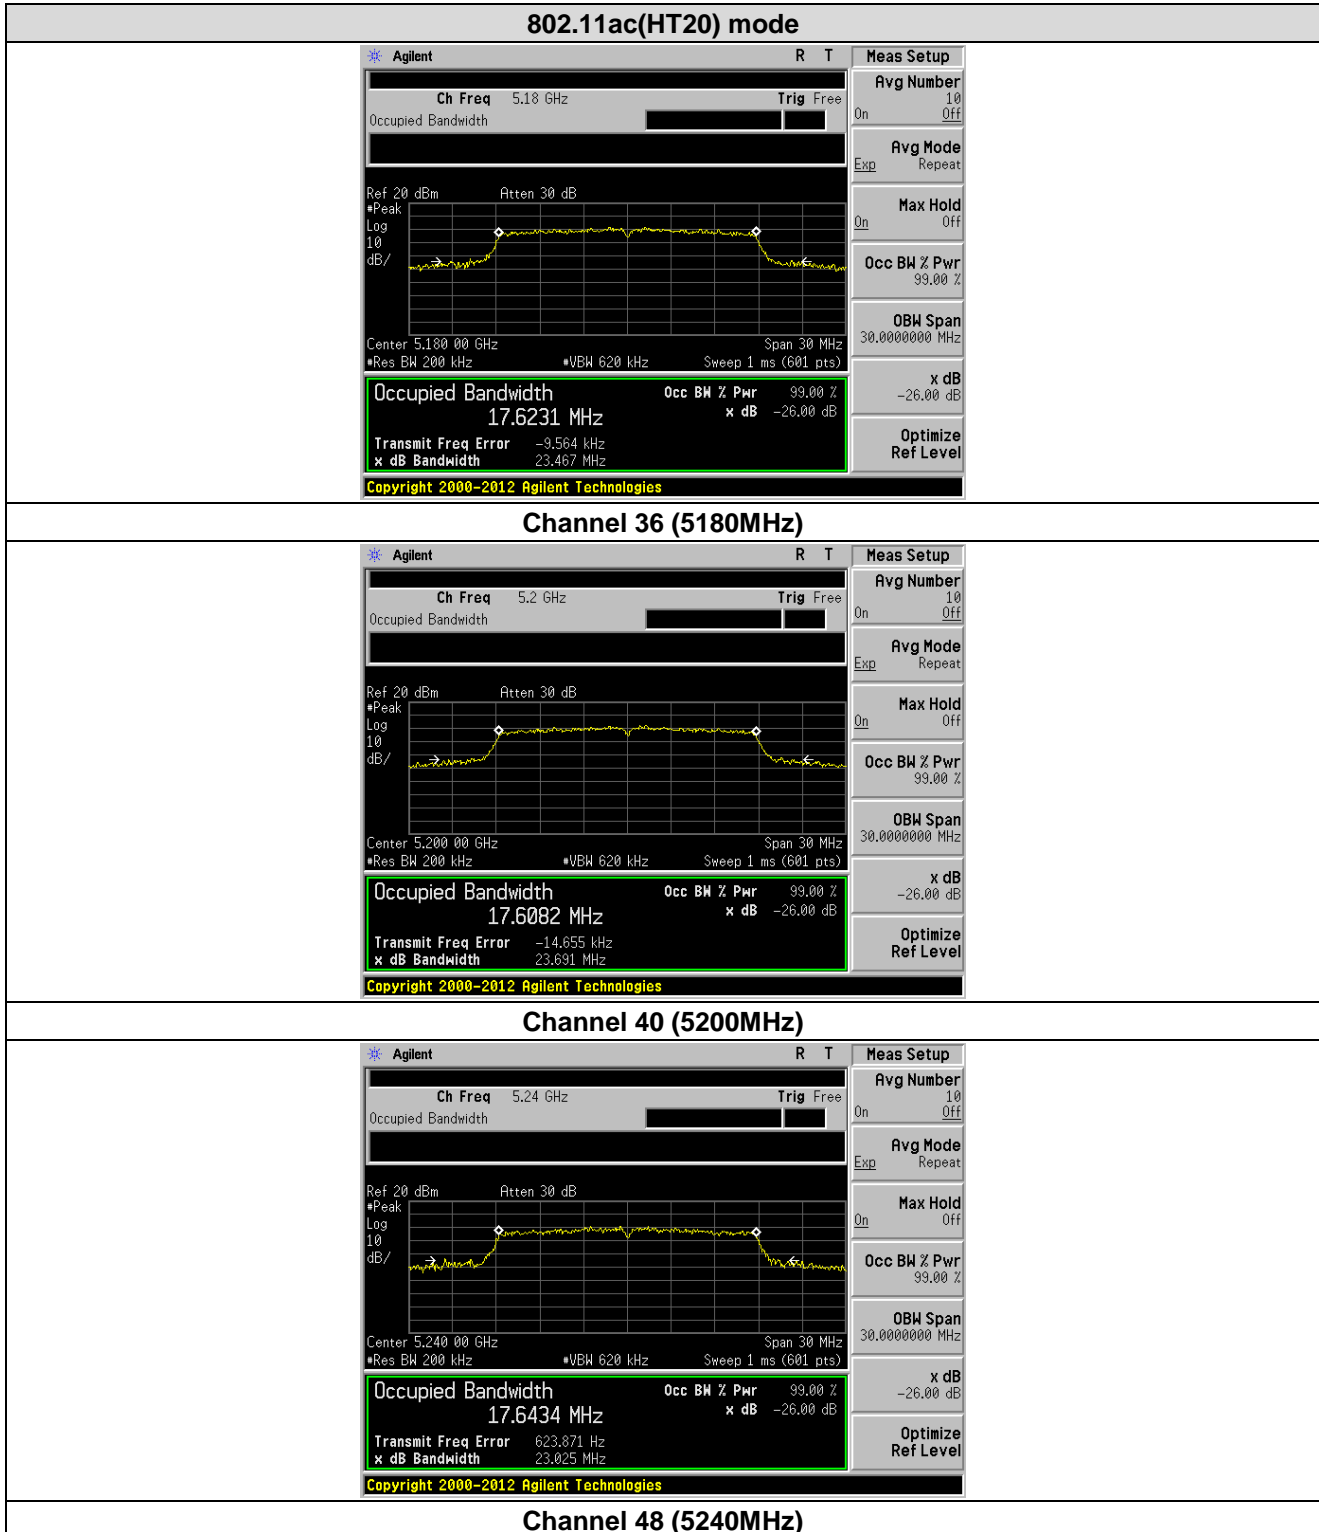 802.11ac(HT20) mode
Agilent R T Meas Setup
Ch Freq 5.18 GHz Trig Free
Occupied Bandwidth
Avg Number
10
On Off
Avg Mode
Exp Repeat
Ref 20 dBm Atten 30 dB
#Peak
Log
10
dB/
Max Hold
On Off
Occ BW % Pwr
99.00 %
OBW Span
30.0000000 MHz
Center 5.180 00 GHz Span 30 MHz
#Res BW 200 kHz #VBW 620 kHz Sweep 1 ms (601 pts)
x dB
-26.00 dB
Occupied Bandwidth Occ BW % Pwr 99.00 %
17.6231 MHz x dB -26.00 dB
Transmit Freq Error -9.564 kHz
x dB Bandwidth 23.467 MHz
Optimize
Ref Level
Copyright 2000-2012 Agilent Technologies
Channel 36 (5180MHz)
Agilent R T Meas Setup
Ch Freq 5.2 GHz Trig Free
Occupied Bandwidth
Avg Number
10
On Off
Avg Mode
Exp Repeat
Ref 20 dBm Atten 30 dB
#Peak
Log
10
dB/
Max Hold
On Off
Occ BW % Pwr
99.00 %
OBW Span
30.0000000 MHz
Center 5.200 00 GHz Span 30 MHz
#Res BW 200 kHz #VBW 620 kHz Sweep 1 ms (601 pts)
x dB
-26.00 dB
Occupied Bandwidth Occ BW % Pwr 99.00 %
17.6082 MHz x dB -26.00 dB
Transmit Freq Error -14.655 kHz
x dB Bandwidth 23.691 MHz
Optimize
Ref Level
Copyright 2000-2012 Agilent Technologies
Channel 40 (5200MHz)
Agilent R T Meas Setup
Ch Freq 5.24 GHz Trig Free
Occupied Bandwidth
Avg Number
10
On Off
Avg Mode
Exp Repeat
Ref 20 dBm Atten 30 dB
#Peak
Log
10
dB/
Max Hold
On Off
Occ BW % Pwr
99.00 %
OBW Span
30.0000000 MHz
Center 5.240 00 GHz Span 30 MHz
#Res BW 200 kHz #VBW 620 kHz Sweep 1 ms (601 pts)
x dB
-26.00 dB
Occupied Bandwidth Occ BW % Pwr 99.00 %
17.6434 MHz x dB -26.00 dB
Transmit Freq Error 623.871 Hz
x dB Bandwidth 23.025 MHz
Optimize
Ref Level
Copyright 2000-2012 Agilent Technologies
Channel 48 (5240MHz)